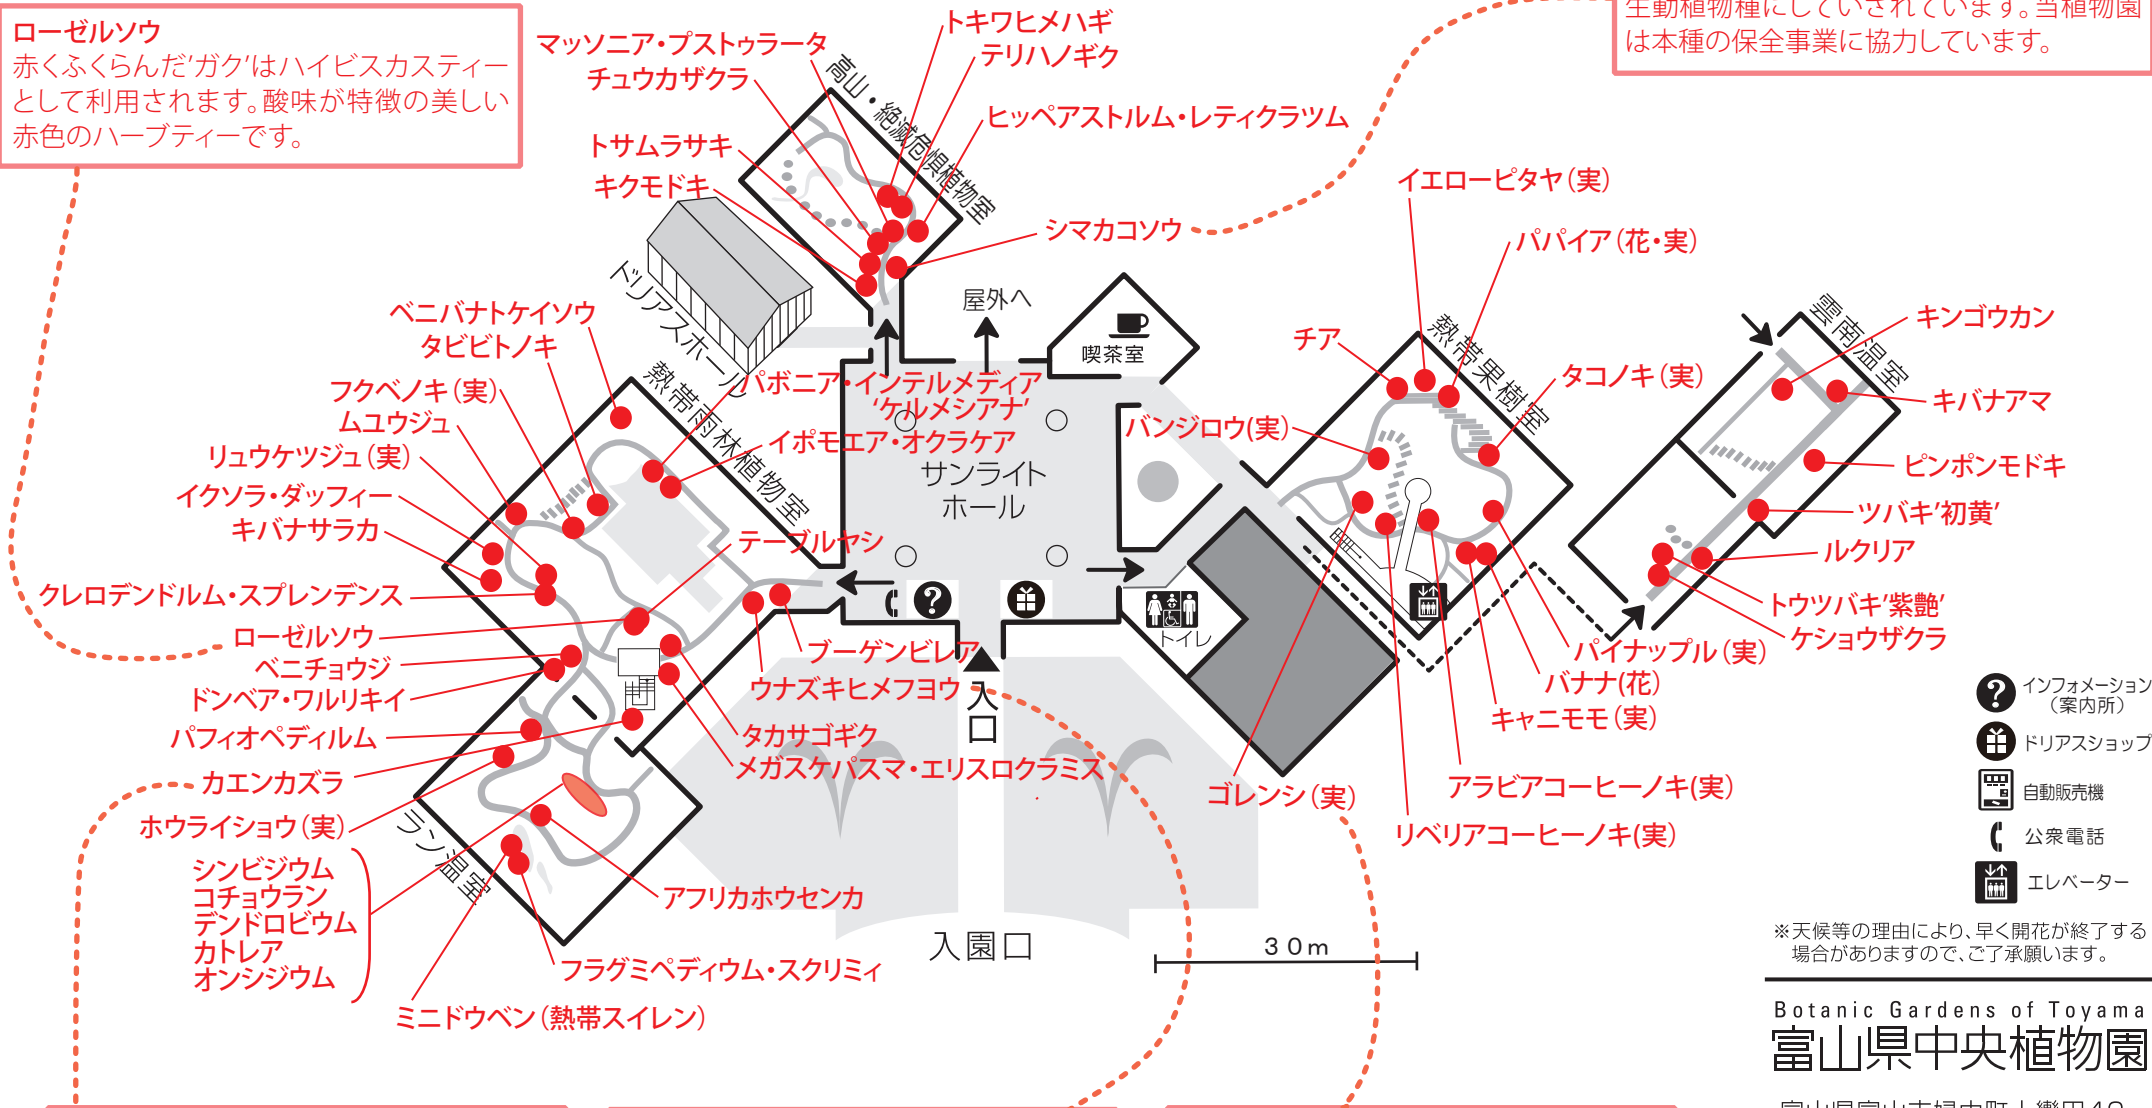 ローゼルソウ
赤くふくらんだ'ガク'はハイビスカスティー
として利用されます。酸味が特徴の美しい
赤色のハーブティーです。
生動植物種にしていされています。当植物園
は本種の保全事業に協力しています。
トキワヒメハギ
マッソニア・プストゥラータ
テリハノギク
チュウカザクラ
高山・絶滅危惧植物室
ヒッペアストルム・レティクラツム
トサムラサキ
キクモドキ
シマカコソウ
ドリアスホール
屋外へ
喫茶室
イエローピタヤ(実)
パパイア(花・実)
チア
熱帯果樹室
タコノキ(実)
バンジロウ(実)
雲南温室
キンゴウカン
キバナアマ
ピンポンモドキ
ツバキ'初黄'
ルクリア
トウツバキ'紫艶'
ケショウザクラ
ベニバナトケイソウ
タビビトノキ
フクベノキ(実)
ムユウジュ
リュウケツジュ(実)
イクソラ・ダッフィー
キバナサラカ
熱帯雨林植物室
パボニア・インテルメディア
'ケルメシアナ'
イポモエア・オクラケア
サンライト
ホール
テーブルヤシ
クレロデンドルム・スプレンデンス
ローゼルソウ
ベニチョウジ
ドンベア・ワルリキイ
パフィオペディルム
カエンカズラ
ホウライショウ(実)
シンビジウム
コチョウラン
デンドロビウム
カトレア
オンシジウム
ラン温室
ブーゲンビレア
ウナズキヒメフヨウ
タカサゴギク
メガスケパスマ・エリスロクラミス
入口
トイレ
パイナップル(実)
バナナ(花)
キャニモモ(実)
アラビアコーヒーノキ(実)
ゴレンシ(実)
リベリアコーヒーノキ(実)
アフリカホウセンカ
フラグミペディウム・スクリミィ
ミニドウベン(熱帯スイレン)
入園口
30m
インフォメーション
(案内所)
ドリアスショップ
自動販売機
公衆電話
エレベーター
※天候等の理由により、早く開花が終了する
場合がありますので、ご了承願います。
Botanic Gardens of Toyama
富山県中央植物園
富山県富山市婦中町上轡田42